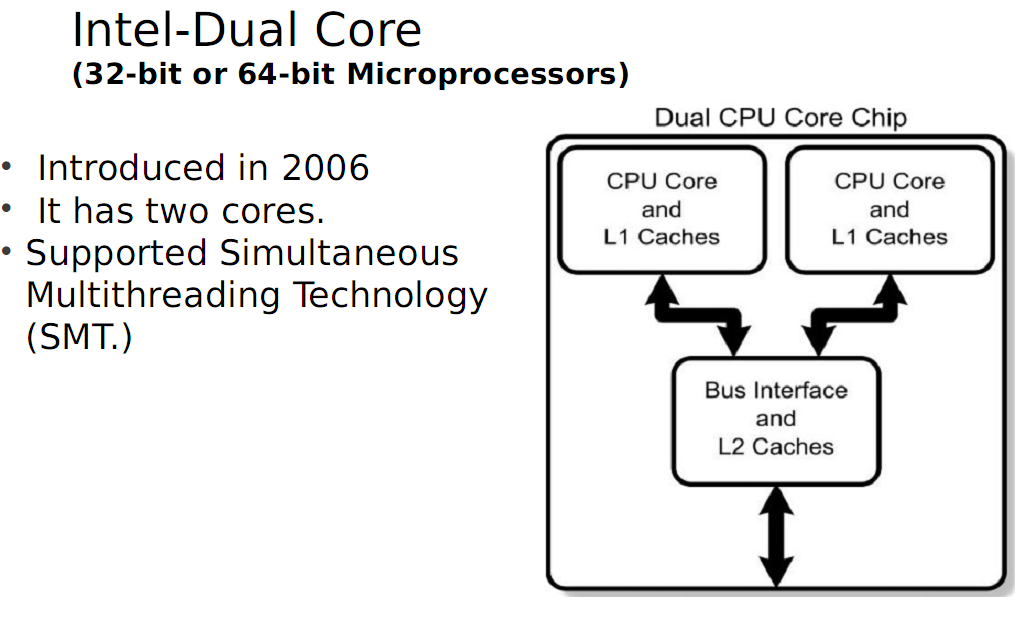 Intel-Dual Core
(32-bit or 64-bit Microprocessors)
• Introduced in 2006
• It has two cores.
• Supported Simultaneous
Multithreading Technology
(SMT.)
Dual CPU Core Chip
CPU Core
and
L1 Caches
CPU Core
and
L1 Caches
Bus Interface
and
L2 Caches